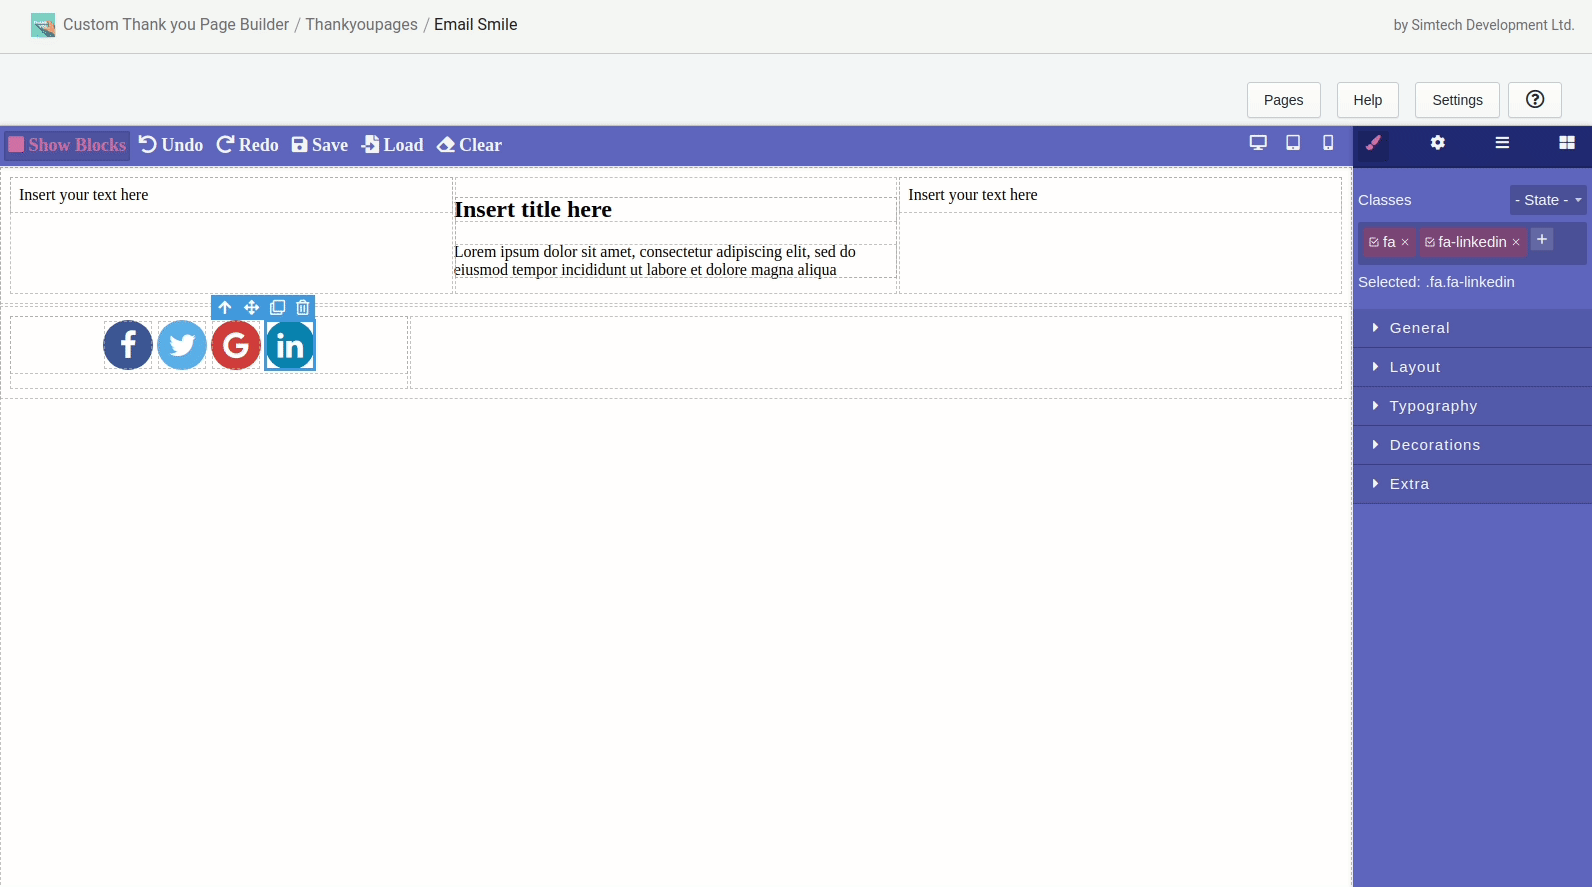 Custom Thank you Page Builder / Thankyoupages / Email Smile
by Simtech Development Ltd.
Pages
Help
Settings
Show Blocks
Undo
Redo
Save
Load
Clear
Insert your text here
Insert title here
Lorem ipsum dolor sit amet, consectetur adipiscing elit, sed do
eiusmod tempor incididunt ut labore et dolore magna aliqua
Insert your text here
Classes
- State -
fa ×
fa-linkedin ×
+
Selected: .fa.fa-linkedin
General
Layout
Typography
Decorations
Extra